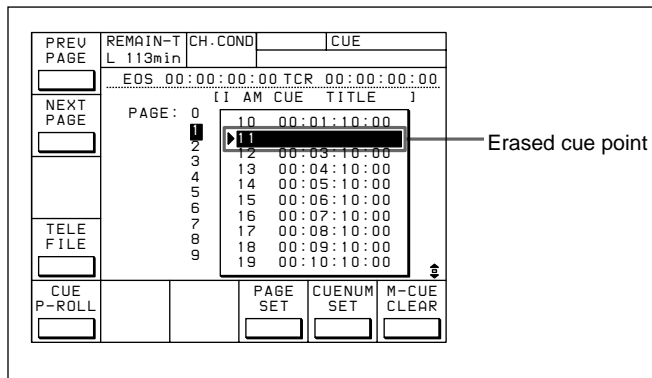 PREV PAGE
REMAIN-T
L 113min
CH.COND
CUE
EOS 00:00:00:00 TCR 00:00:00:00
[I AM CUE TITLE ]
NEXT PAGE
PAGE: 0
1
2
3
4
5
6
7
8
9
10 00:01:10:00
11
12 00:03:10:00
13 00:04:10:00
14 00:05:10:00
15 00:06:10:00
16 00:07:10:00
17 00:08:10:00
18 00:09:10:00
19 00:10:10:00
Erased cue point
TELE FILE
CUE P-ROLL
PAGE SET
CUENUM SET
M-CUE CLEAR